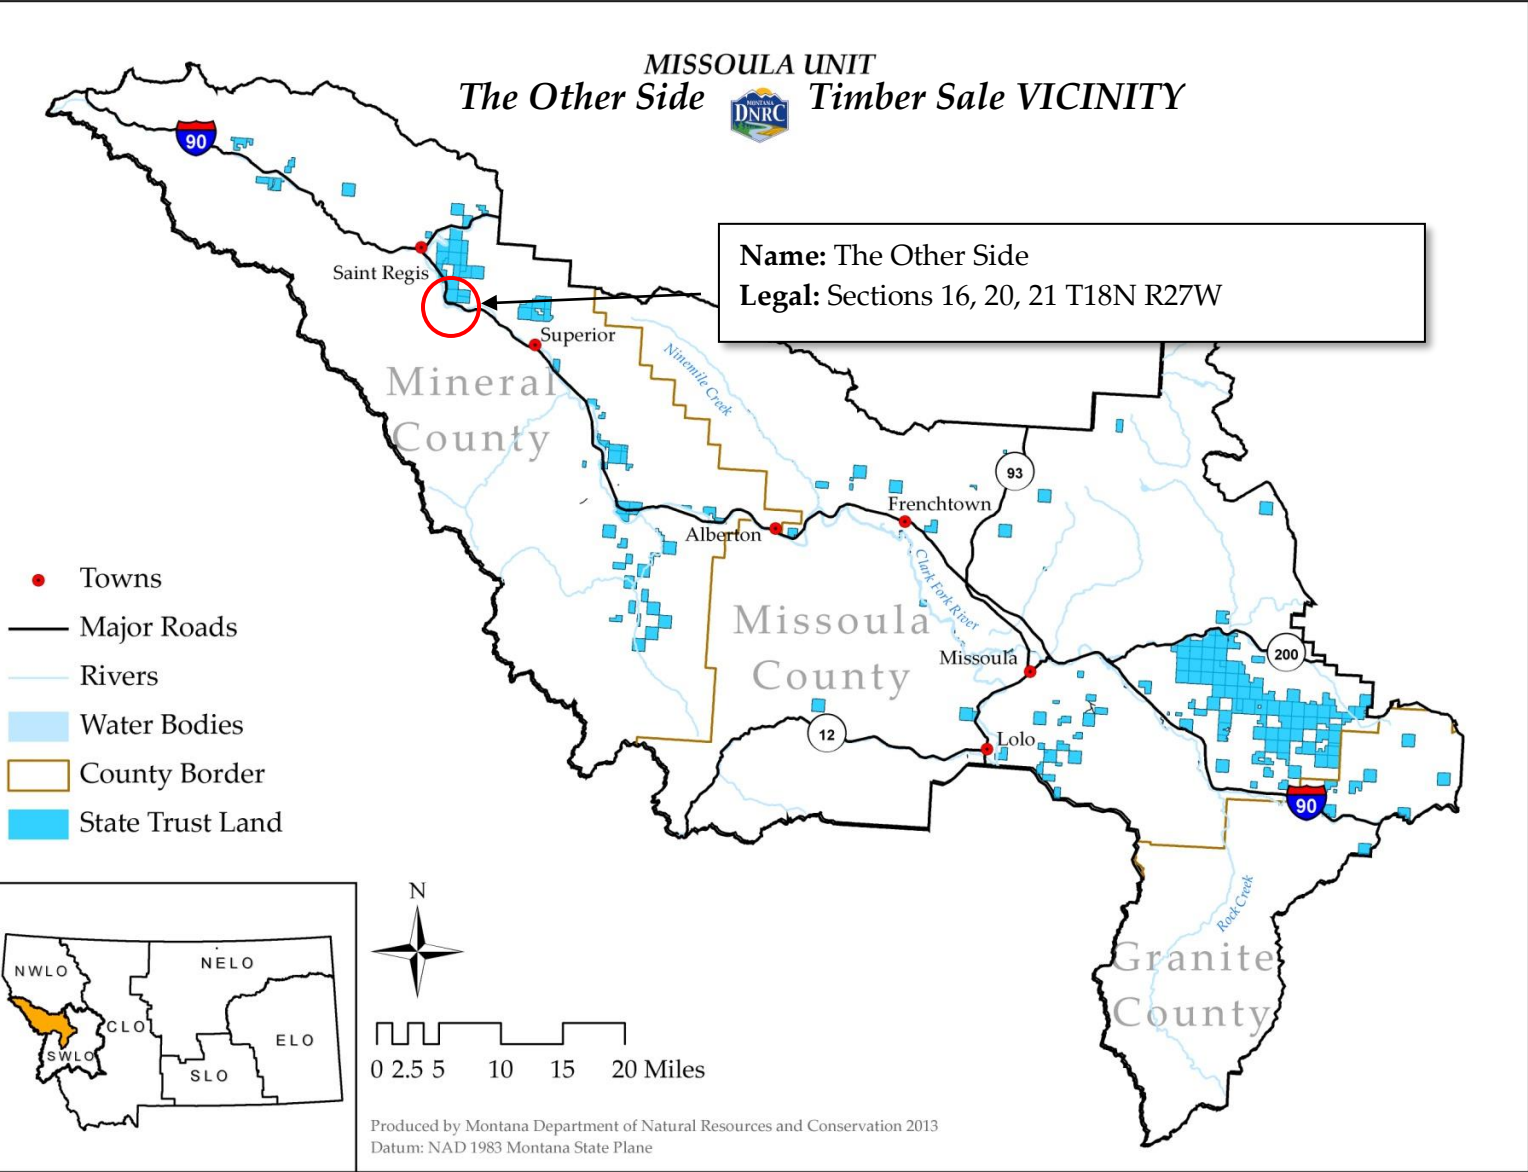 MISSOULA UNIT
The Other Side Timber Sale VICINITY
MONTANA
DNRC
90
Name: The Other Side
Legal: Sections 16, 20, 21 T18N R27W
Saint Regis
Superior
Mineral
County
Ninemile Creek
93
Frenchtown
Alberton
Clark Fork River
Missoula
County
Missoula
200
12
Lolo
90
Rock Creek
Granite
County
Towns
Major Roads
Rivers
Water Bodies
County Border
State Trust Land
NWLO
NELO
CLO
SWLO
ELO
SLO
N
0 2.5 5 10 15 20 Miles
Produced by Montana Department of Natural Resources and Conservation 2013
Datum: NAD 1983 Montana State Plane